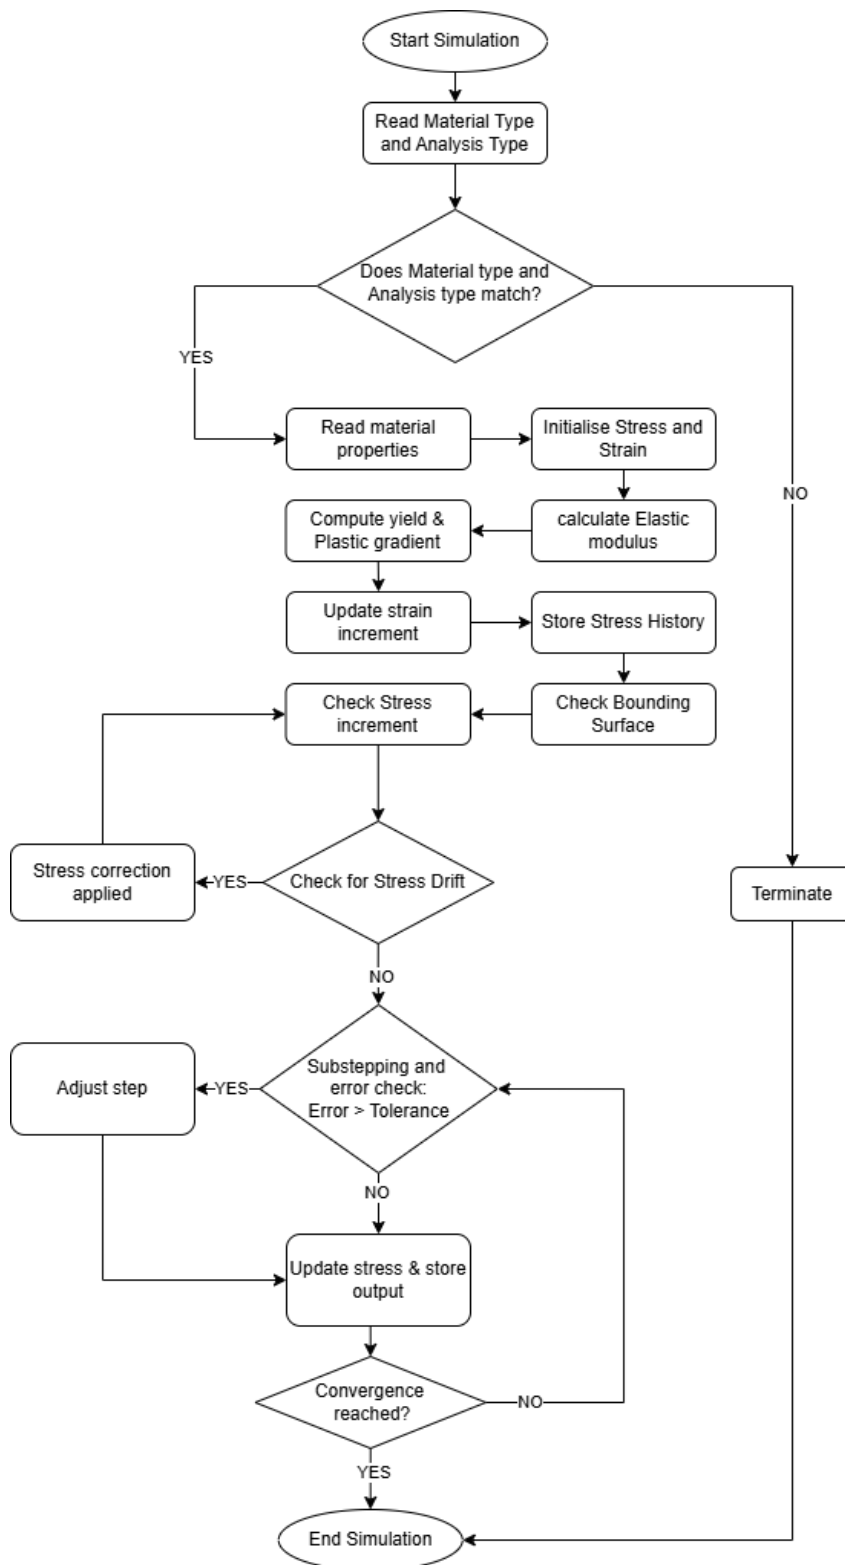 Start Simulation
Read Material Type
and Analysis Type
Does Material type and
Analysis type match?
YES
NO
Read material
properties
Initialise Stress and
Strain
calculate Elastic
modulus
Compute yield &
Plastic gradient
Update strain
increment
Store Stress History
Check Bounding
Surface
Check Stress
increment
Check for Stress Drift
YES
Stress correction
applied
Terminate
NO
Substepping and
error check:
Error > Tolerance
YES
Adjust step
NO
Update stress & store
output
Convergence
reached?
NO
YES
End Simulation